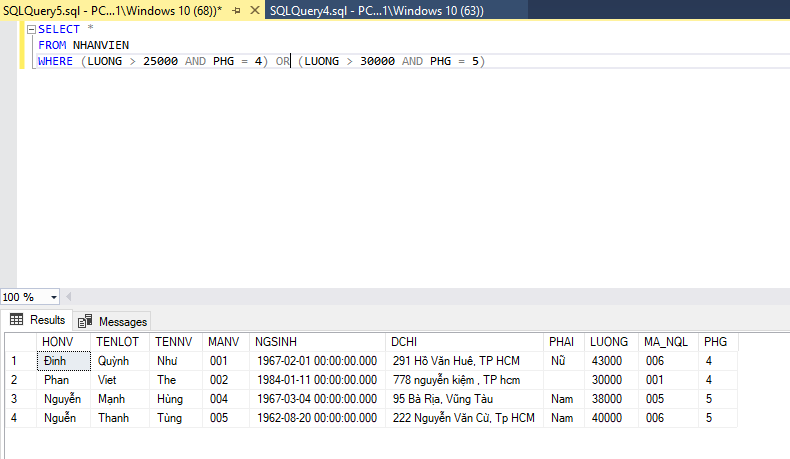 SQLQuery5.sql - PC...1\Windows 10 (68))* SQLQuery4.sql - PC...1\Windows 10 (63))
SELECT *
FROM NHANVIEN
WHERE (LUONG > 25000 AND PHG = 4) OR (LUONG > 30000 AND PHG = 5)
100 %
Results Messages
HONV TENLOT TENNV MANV NGSINH DCHI PHAI LUONG MA_NQL PHG
1 Đinh Quỳnh Như 001 1967-02-01 00:00:00.000 291 Hồ Văn Huê, TP HCM Nữ 43000 006 4
2 Phan Viet The 002 1984-01-11 00:00:00.000 778 nguyễn kiệm , TP hcm 30000 001 4
3 Nguyễn Mạnh Hùng 004 1967-03-04 00:00:00.000 95 Bà Rịa, Vũng Tàu Nam 38000 005 5
4 Nguễn Thanh Tùng 005 1962-08-20 00:00:00.000 222 Nguyễn Văn Cừ, Tp HCM Nam 40000 006 5